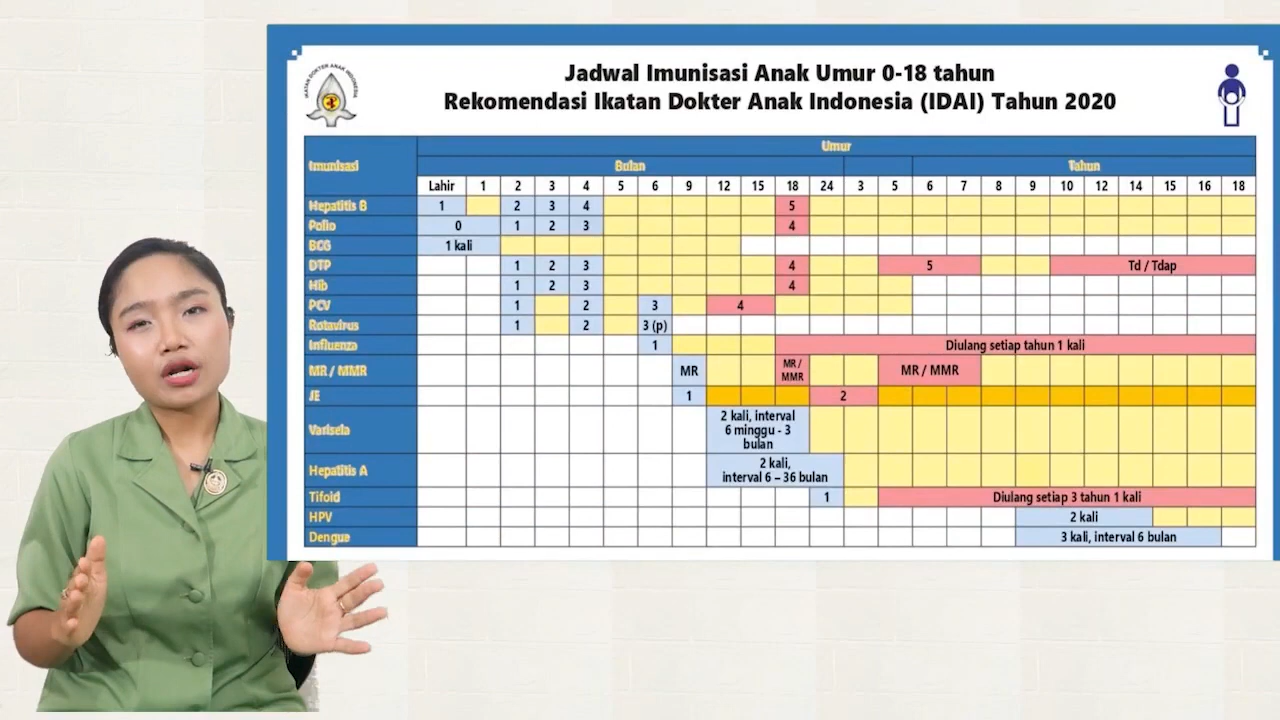 IKATAN DOKTER ANAK INDONESIA
Jadwal Imunisasi Anak Umur 0-18 tahun
Rekomendasi Ikatan Dokter Anak Indonesia (IDAI) Tahun 2020
Imunisasi
Umur
Bulan Tahun
Lahir 1 2 3 4 5 6 9 12 15 18 24 3 5 6 7 8 9 10 12 14 15 16 18
Hepatitis B 1 2 3 4 5
Polio 0 1 2 3 4
BCG 1 kali
DTP 1 2 3 4 5 Td / Tdap
Hib 1 2 3 4
PCV 1 2 3 4
Rotavirus 1 2 3 (p)
Influenza 1 Diulang setiap tahun 1 kali
MR / MMR MR MR / MMR MR / MMR
JE 1 2
Varisela 2 kali, interval
6 minggu - 3
bulan
Hepatitis A 2 kali,
interval 6 – 36 bulan
Tifoid 1 Diulang setiap 3 tahun 1 kali
HPV 2 kali
Dengue 3 kali, interval 6 bulan